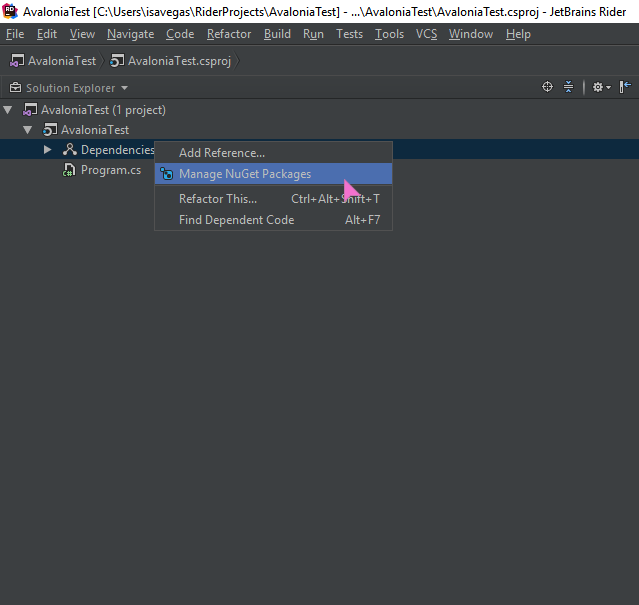 AvaloniaTest [C:\Users\isavegas\RiderProjects\AvaloniaTest] - ...\AvaloniaTest\AvaloniaTest.csproj - JetBrains Rider
File Edit View Navigate Code Refactor Build Run Tests Tools VCS Window Help
AvaloniaTest AvaloniaTest.csproj
Solution Explorer
AvaloniaTest (1 project)
AvaloniaTest
Dependencies
Program.cs
Add Reference...
Manage NuGet Packages
Refactor This... Ctrl+Alt+Shift+T
Find Dependent Code Alt+F7